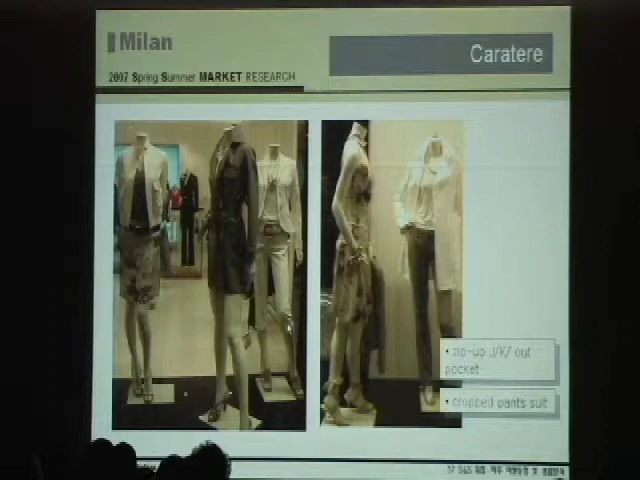 Milan
Caratere
2007 Spring Summer MARKET RESEARCH
• zip-up J/K/ out
pocket
• cropped pants suit